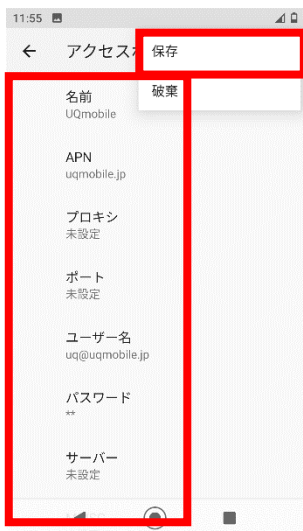 11:55
← アクセスホ
保存
破棄
名前
UQmobile
APN
uqmobile.jp
プロキシ
未設定
ポート
未設定
ユーザー名
uq@uqmobile.jp
パスワード
**
サーバー
未設定